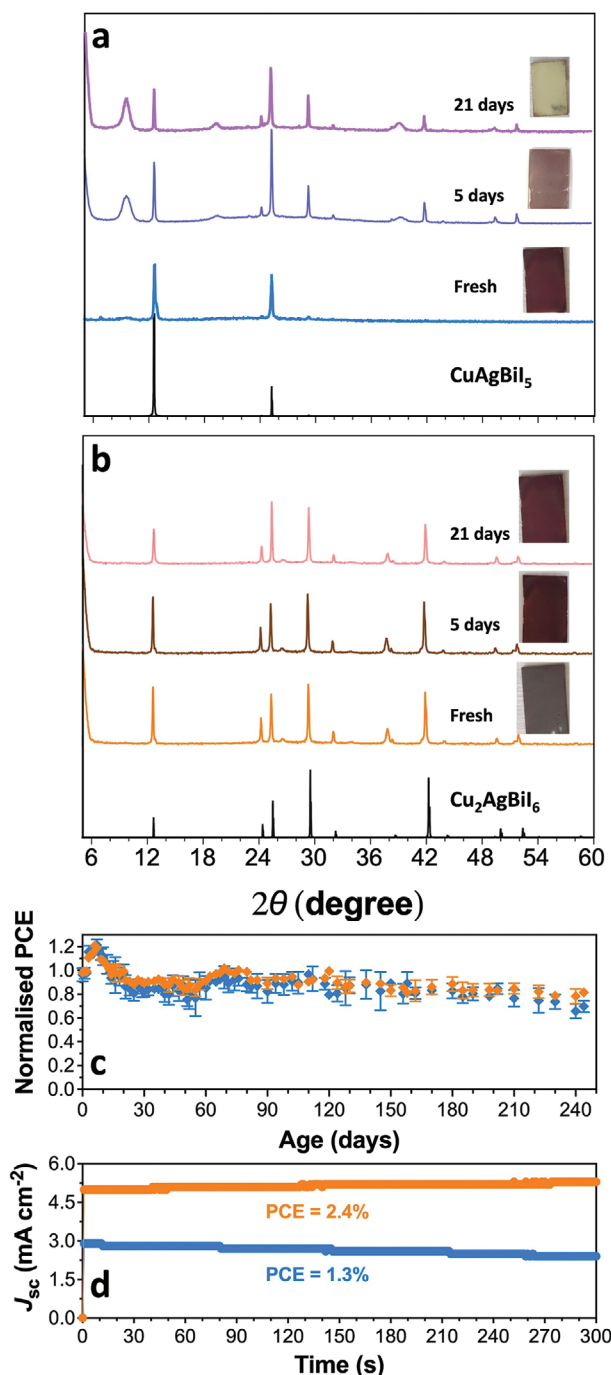 a
21 days
5 days
Fresh
CuAgBiI₅
b
21 days
5 days
Fresh
Cu₂AgBiI₆
6 12 18 24 30 36 42 48 54 60
2θ (degree)
Normalised PCE
1.2
1.0
0.8
0.6
0.4
0.2
0.0
c
0 30 60 90 120 150 180 210 240
Age (days)
Jsc (mA cm⁻²)
6.0
4.5
3.0
1.5
0.0
PCE = 2.4%
PCE = 1.3%
d
0 30 60 90 120 150 180 210 240 270 300
Time (s)